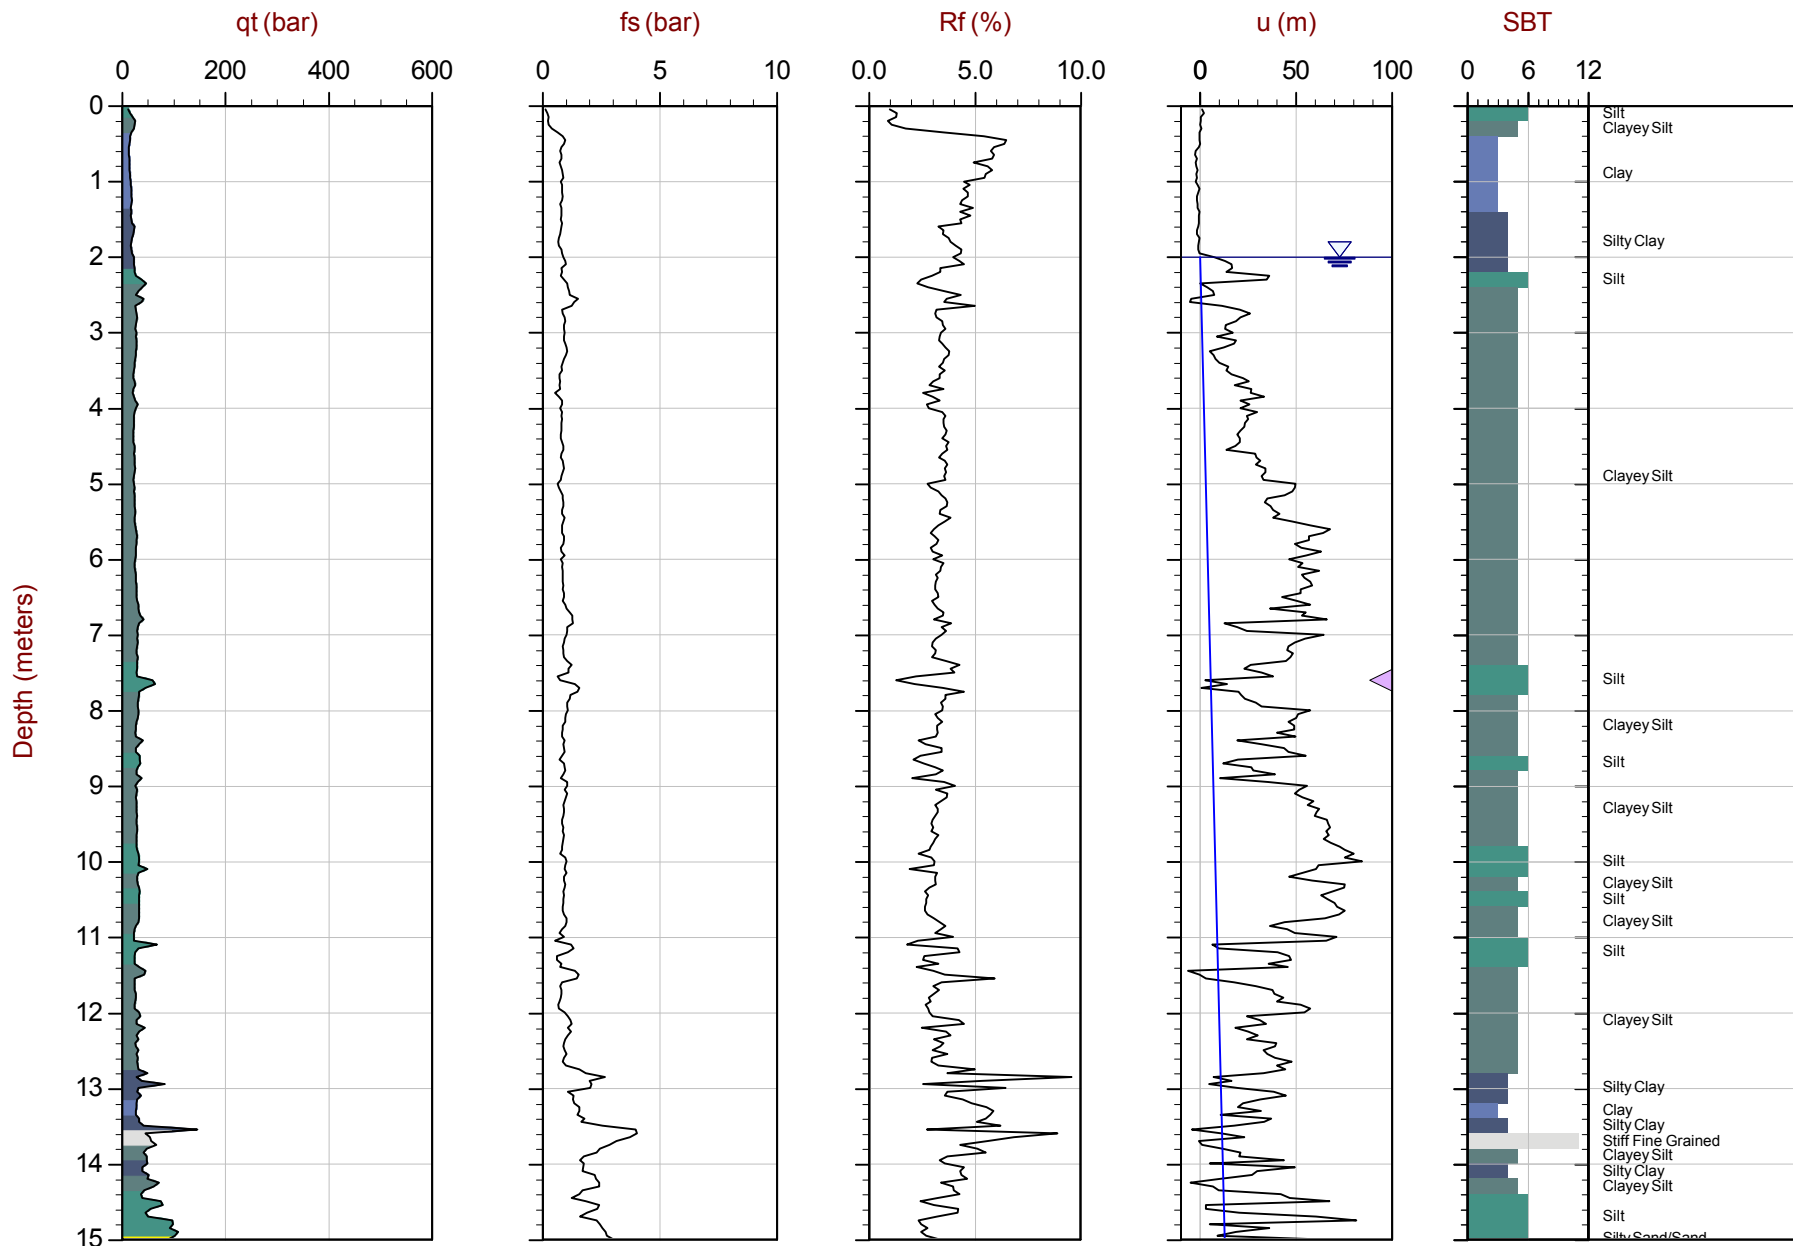 qt (bar) fs (bar) Rf (%) u (m) SBT
0 200 400 600 0 5 10 0.0 5.0 10.0 0 50 100 0 6 12
0
Silt
Clayey Silt
Clay
1
Silty Clay
2
Silt
3
4
Clayey Silt
5
6
7
Silt
Depth (meters)
8
Clayey Silt
Silt
9
Clayey Silt
10
Silt
Clayey Silt
Silt
Clayey Silt
11
Silt
12
Clayey Silt
13
Silty Clay
Clay
Silty Clay
Stiff Fine Grained
Clayey Silt
14
Silty Clay
Clayey Silt
Silt
Silty Sand/Sand
15